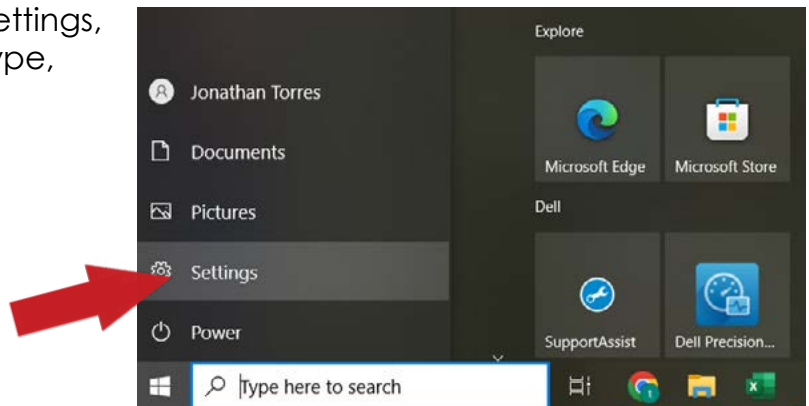 ettings,
ype,
Explore
Jonathan Torres
Documents
Microsoft Edge
Microsoft Store
Pictures
Dell
Settings
Power
SupportAssist
Dell Precision...
Type here to search